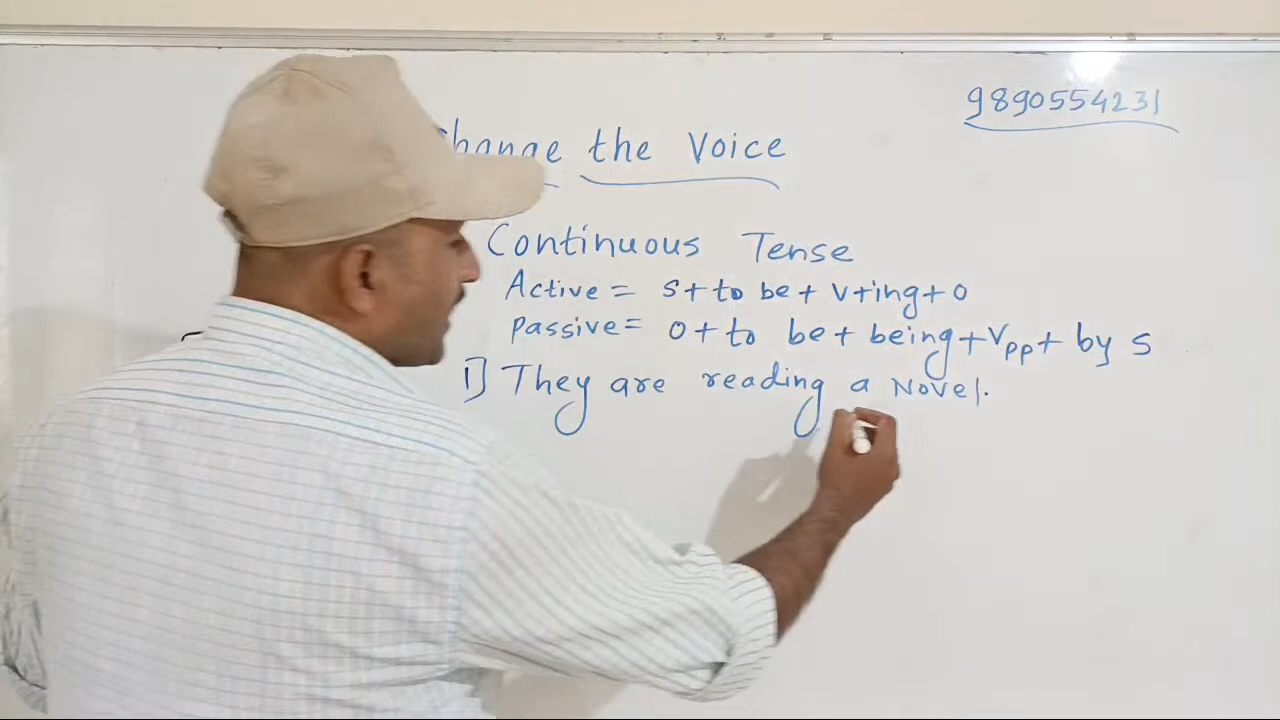 9890554231
change the Voice
Continuous Tense
Active = S + to be + v + ing + o
Passive = o + to be + being + Vpp + by S
1] They are reading a Novel.